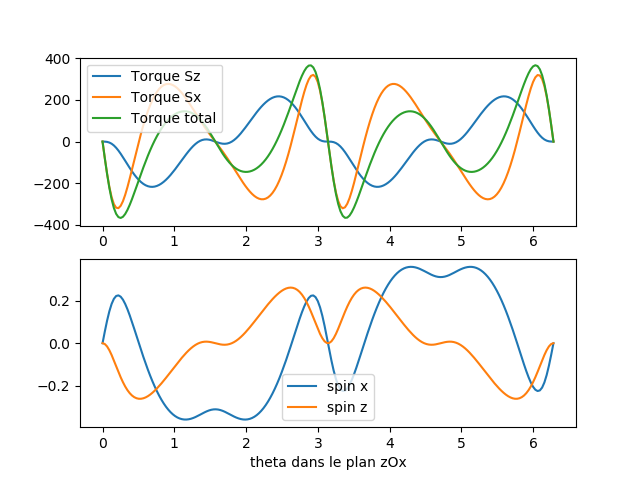 400
200
0
−200
−400
Torque Sz
Torque Sx
Torque total
0 1 2 3 4 5 6
0.2
0.0
−0.2
spin x
spin z
0 1 2 3 4 5 6
theta dans le plan zOx